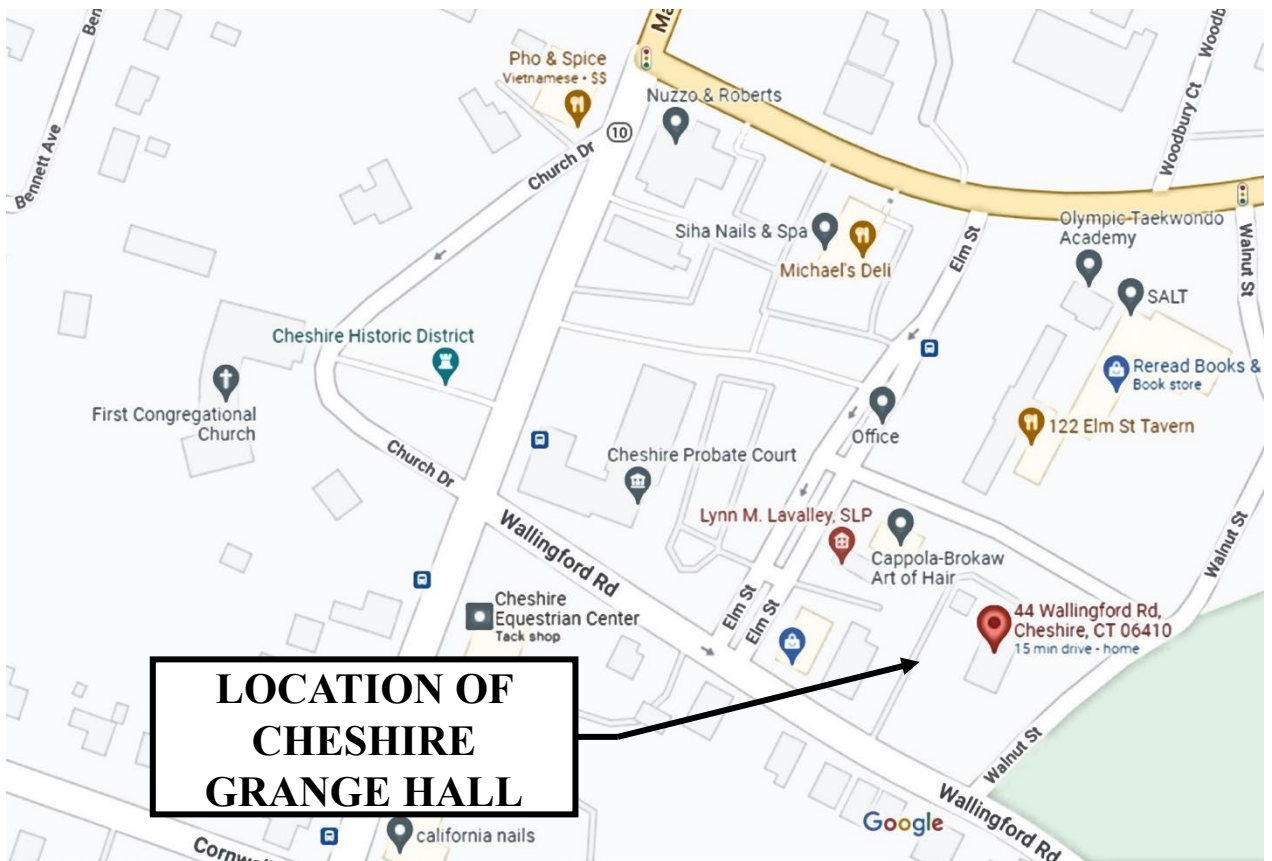 Ben
Ma
Woodb
Pho & Spice
Vietnamese • $$
Nuzzo & Roberts
10
Church Dr
Bennett Ave
Woodbury Ct
Siha Nails & Spa
Michael's Deli
Elm St
Olympic Taekwondo
Academy
Walnut St
SALT
Cheshire Historic District
Reread Books &
Book store
First Congregational
Church
Office
122 Elm St Tavern
Church Dr
Cheshire Probate Court
Wallingford Rd
Lynn M. Lavalley, SLP
Cappola-Brokaw
Art of Hair
Walnut St
Cheshire
Equestrian Center
Tack shop
Elm St
Elm St
44 Wallingford Rd,
Cheshire, CT 06410
15 min drive - home
LOCATION OF
CHESHIRE
GRANGE HALL
Walnut St
Wallingford Rd
Google
california nails
Cornw